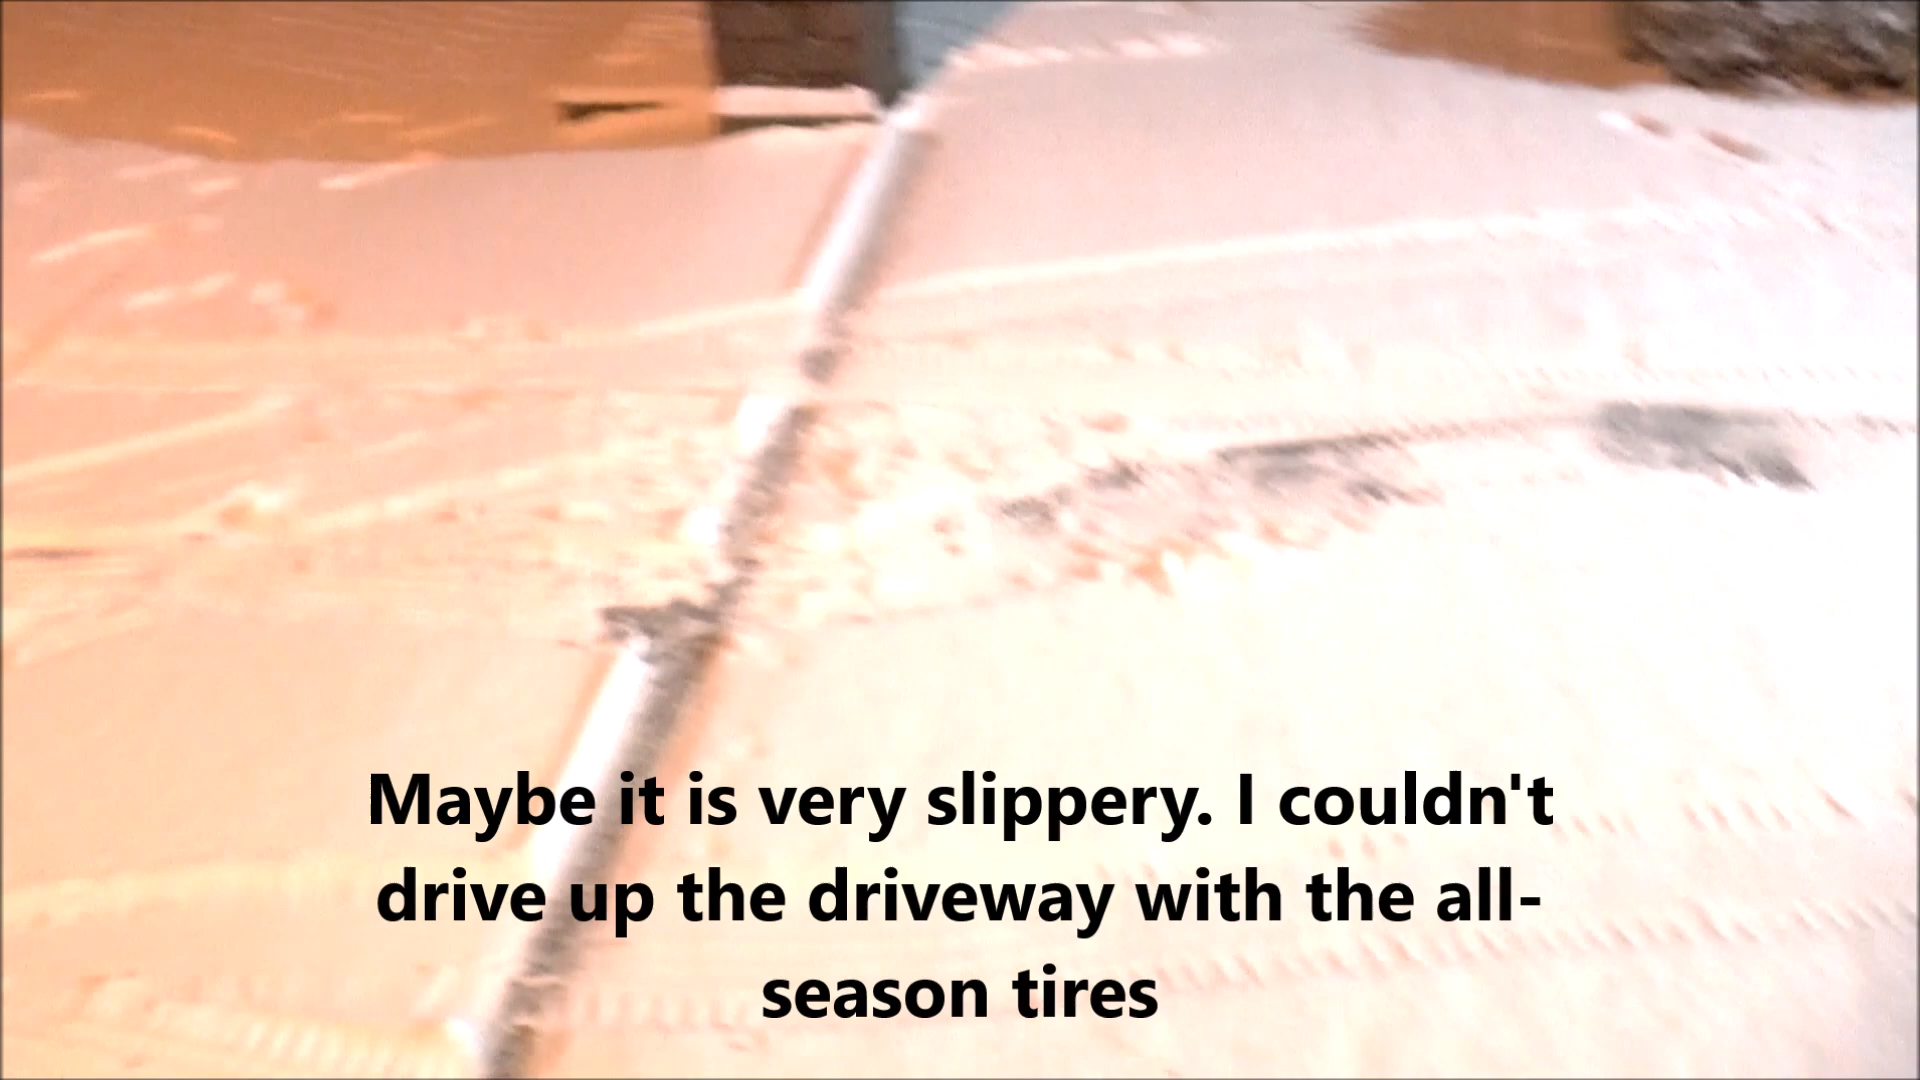 Maybe it is very slippery. I couldn't
drive up the driveway with the all-
season tires